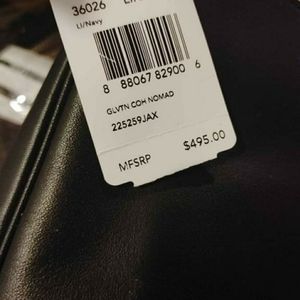 36026
LI/Navy
8 88067 82900 6
GLVTN COH NOMAD
225259JAX
MFSRP $495.00